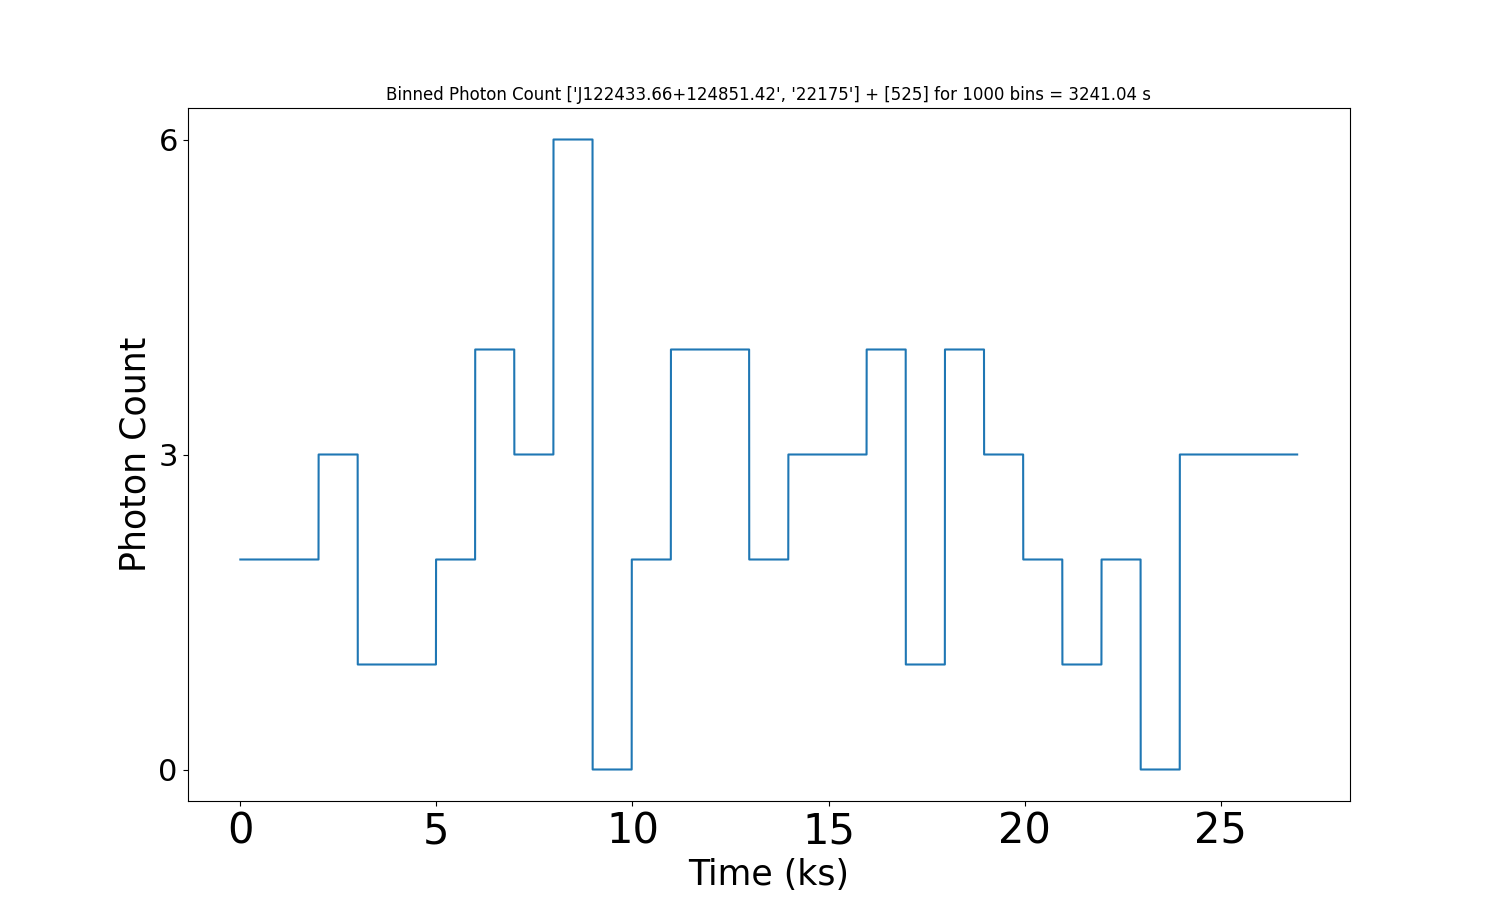 Binned Photon Count ['J122433.66+124851.42', '22175'] + [525] for 1000 bins = 3241.04 s
6
3
0
Photon Count
0 5 10 15 20 25
Time (ks)